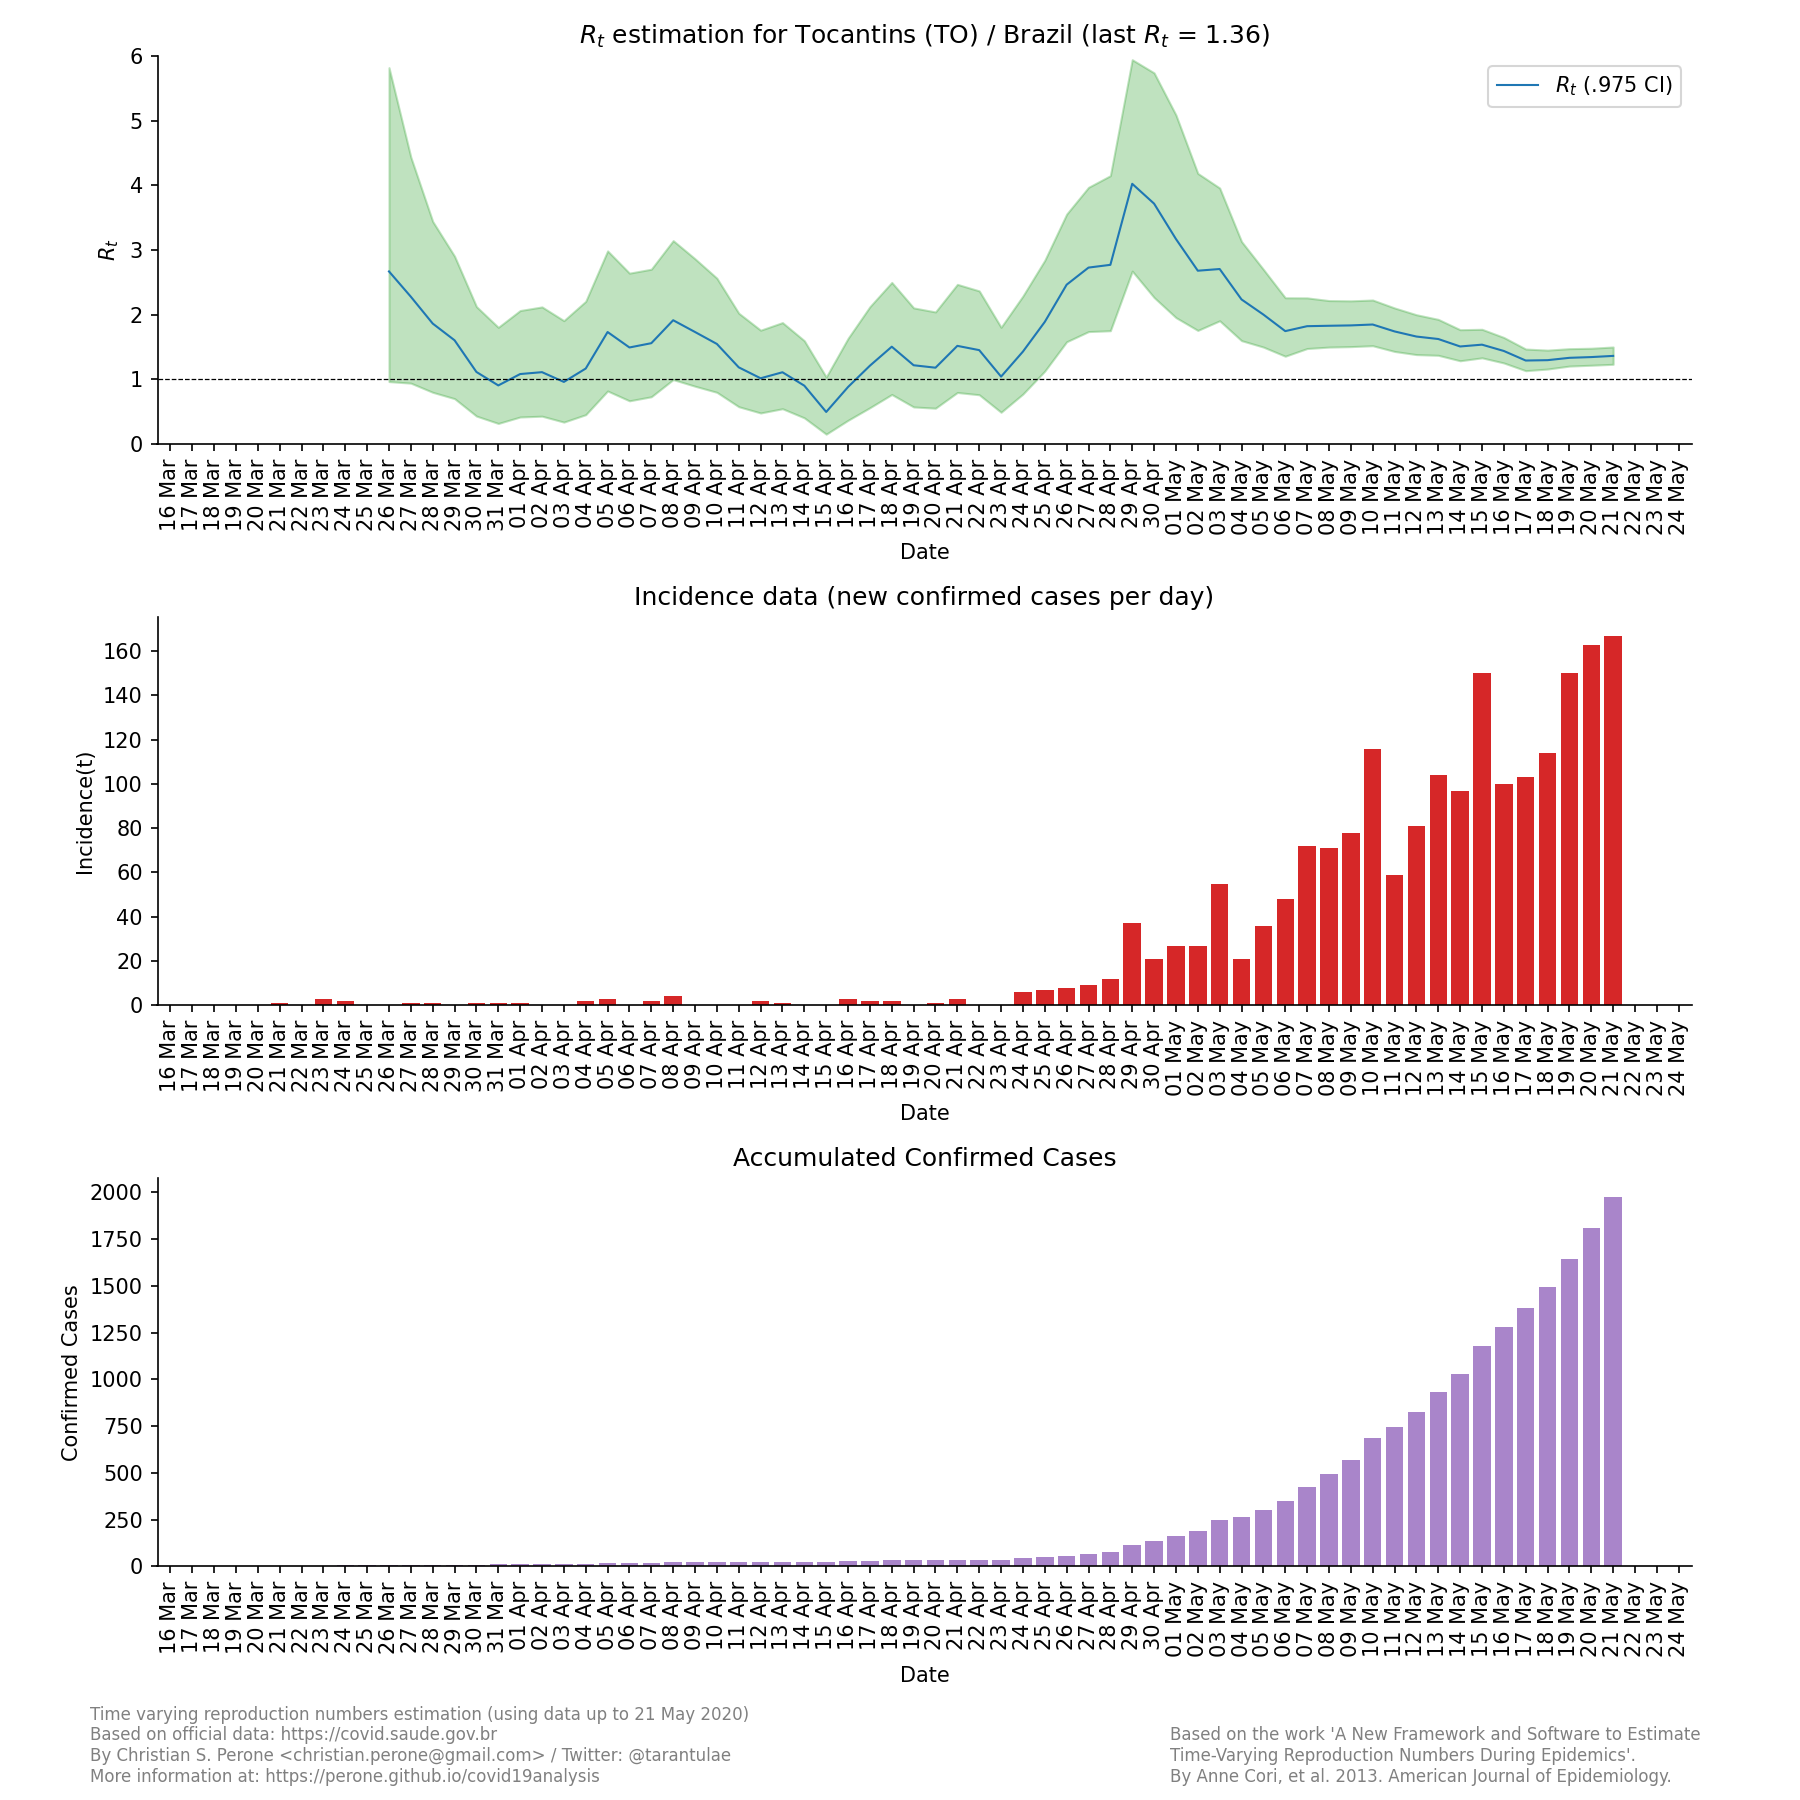 Rt estimation for Tocantins (TO) / Brazil (last Rt = 1.36)
Rt (.975 CI)
Rt
6
5
4
3
2
1
0
16 Mar 17 Mar 18 Mar 19 Mar 20 Mar 21 Mar 22 Mar 23 Mar 24 Mar 25 Mar 26 Mar 27 Mar 28 Mar 29 Mar 30 Mar 31 Mar 01 Apr 02 Apr 03 Apr 04 Apr 05 Apr 06 Apr 07 Apr 08 Apr 09 Apr 10 Apr 11 Apr 12 Apr 13 Apr 14 Apr 15 Apr 16 Apr 17 Apr 18 Apr 19 Apr 20 Apr 21 Apr 22 Apr 23 Apr 24 Apr 25 Apr 26 Apr 27 Apr 28 Apr 29 Apr 30 Apr 01 May 02 May 03 May 04 May 05 May 06 May 07 May 08 May 09 May 10 May 11 May 12 May 13 May 14 May 15 May 16 May 17 May 18 May 19 May 20 May 21 May 22 May 23 May 24 May
Date
Incidence data (new confirmed cases per day)
Incidence(t)
160
140
120
100
80
60
40
20
0
16 Mar 17 Mar 18 Mar 19 Mar 20 Mar 21 Mar 22 Mar 23 Mar 24 Mar 25 Mar 26 Mar 27 Mar 28 Mar 29 Mar 30 Mar 31 Mar 01 Apr 02 Apr 03 Apr 04 Apr 05 Apr 06 Apr 07 Apr 08 Apr 09 Apr 10 Apr 11 Apr 12 Apr 13 Apr 14 Apr 15 Apr 16 Apr 17 Apr 18 Apr 19 Apr 20 Apr 21 Apr 22 Apr 23 Apr 24 Apr 25 Apr 26 Apr 27 Apr 28 Apr 29 Apr 30 Apr 01 May 02 May 03 May 04 May 05 May 06 May 07 May 08 May 09 May 10 May 11 May 12 May 13 May 14 May 15 May 16 May 17 May 18 May 19 May 20 May 21 May 22 May 23 May 24 May
Date
Accumulated Confirmed Cases
Confirmed Cases
2000
1750
1500
1250
1000
750
500
250
0
16 Mar 17 Mar 18 Mar 19 Mar 20 Mar 21 Mar 22 Mar 23 Mar 24 Mar 25 Mar 26 Mar 27 Mar 28 Mar 29 Mar 30 Mar 31 Mar 01 Apr 02 Apr 03 Apr 04 Apr 05 Apr 06 Apr 07 Apr 08 Apr 09 Apr 10 Apr 11 Apr 12 Apr 13 Apr 14 Apr 15 Apr 16 Apr 17 Apr 18 Apr 19 Apr 20 Apr 21 Apr 22 Apr 23 Apr 24 Apr 25 Apr 26 Apr 27 Apr 28 Apr 29 Apr 30 Apr 01 May 02 May 03 May 04 May 05 May 06 May 07 May 08 May 09 May 10 May 11 May 12 May 13 May 14 May 15 May 16 May 17 May 18 May 19 May 20 May 21 May 22 May 23 May 24 May
Date
Time varying reproduction numbers estimation (using data up to 21 May 2020)
Based on official data: https://covid.saude.gov.br
By Christian S. Perone <christian.perone@gmail.com> / Twitter: @tarantulae
More information at: https://perone.github.io/covid19analysis
Based on the work 'A New Framework and Software to Estimate
Time-Varying Reproduction Numbers During Epidemics'.
By Anne Cori, et al. 2013. American Journal of Epidemiology.